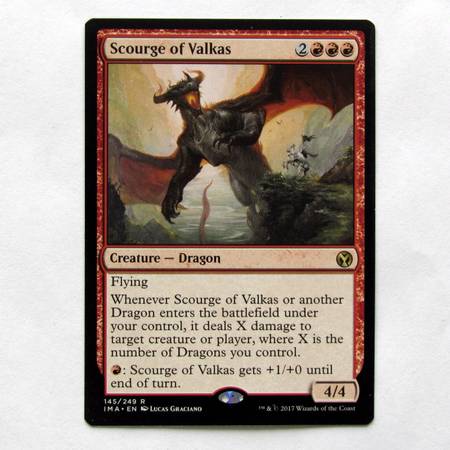 Scourge of Valkas 2
Creature — Dragon
Flying
Whenever Scourge of Valkas or another
Dragon enters the battlefield under
your control, it deals X damage to
target creature or player, where X is
the number of Dragons you control.
: Scourge of Valkas gets +1/+0 until
end of turn.
4/4
145/249 R
IMA • EN Lucas Graciano
™ & © 2017 Wizards of the Coast